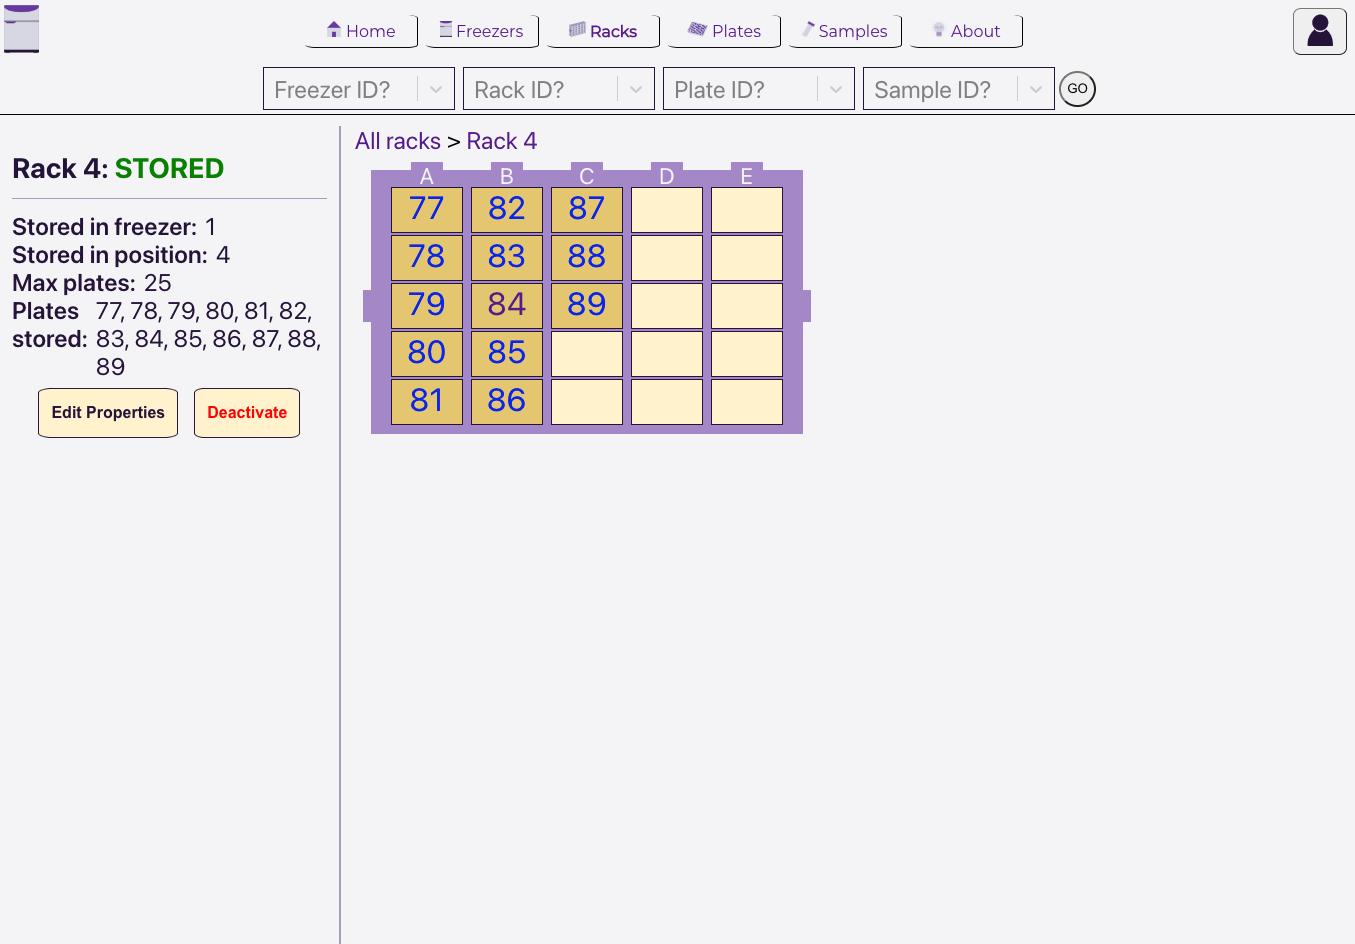 Home Freezers Racks Plates Samples About
Freezer ID? Rack ID? Plate ID? Sample ID? GO
Rack 4: STORED
Stored in freezer: 1
Stored in position: 4
Max plates: 25
Plates stored: 77, 78, 79, 80, 81, 82,
83, 84, 85, 86, 87, 88,
89
Edit Properties Deactivate
All racks > Rack 4
A B C D E
77 82 87
78 83 88
79 84 89
80 85
81 86